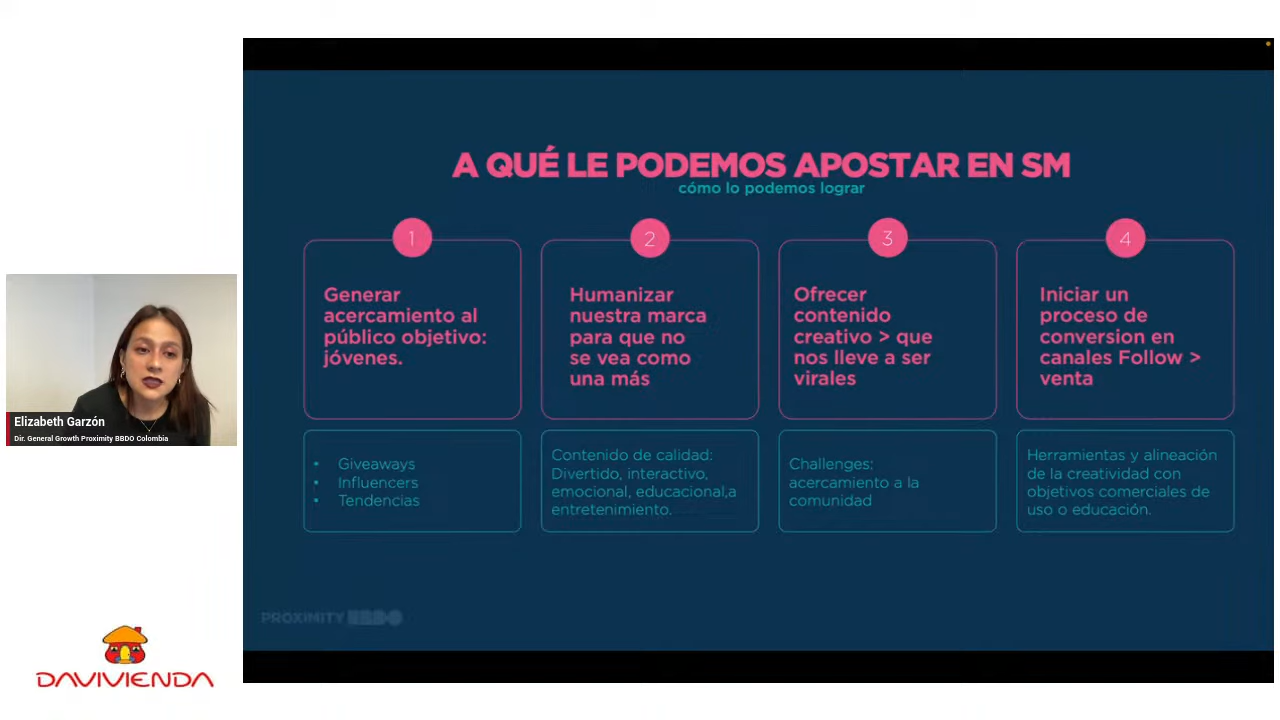 A QUÉ LE PODEMOS APOSTAR EN SM
cómo lo podemos lograr
1
Generar
acercamiento al
público objetivo:
jóvenes.
2
Humanizar
nuestra marca
para que no
se vea como
una más
3
Ofrecer
contenido
creativo > que
nos lleve a ser
virales
4
Iniciar un
proceso de
conversion en
canales Follow >
venta
• Giveaways
• Influencers
• Tendencias
Contenido de calidad:
Divertido, interactivo,
emocional, educacional,a
entretenimiento.
Challenges:
acercamiento a la
comunidad
Herramientas y alineación
de la creatividad con
objetivos comerciales de
uso o educación.
PROXIMITY BBDO
Elizabeth Garzón
Dir. General Growth Proximity BBDO Colombia
DAVIVIENDA